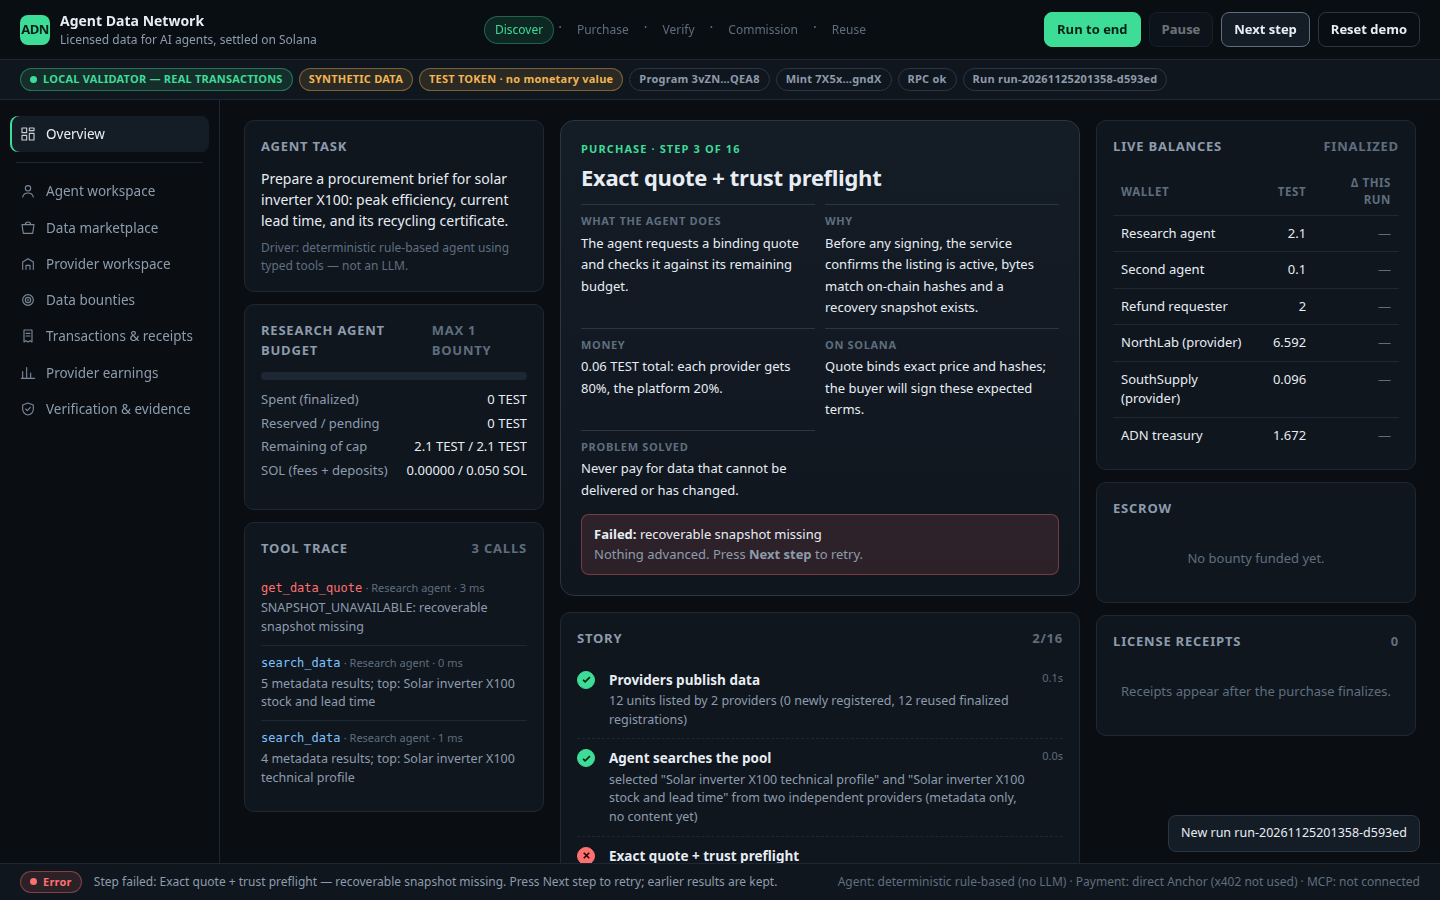 ADN
Agent Data Network
Licensed data for AI agents, settled on Solana
Discover · Purchase · Verify · Commission · Reuse
Run to end
Pause
Next step
Reset demo
LOCAL VALIDATOR — REAL TRANSACTIONS
SYNTHETIC DATA
TEST TOKEN · no monetary value
Program 3vZN…QEA8
Mint 7X5x…gndX
RPC ok
Run run-20261125201358-d593ed
Overview
Agent workspace
Data marketplace
Provider workspace
Data bounties
Transactions & receipts
Provider earnings
Verification & evidence
AGENT TASK
Prepare a procurement brief for solar
inverter X100: peak efficiency, current
lead time, and its recycling certificate.
Driver: deterministic rule-based agent using
typed tools — not an LLM.
RESEARCH AGENT
BUDGET
MAX 1
BOUNTY
Spent (finalized) 0 TEST
Reserved / pending 0 TEST
Remaining of cap 2.1 TEST / 2.1 TEST
SOL (fees + deposits) 0.00000 / 0.050 SOL
TOOL TRACE 3 CALLS
get_data_quote · Research agent · 3 ms
SNAPSHOT_UNAVAILABLE: recoverable
snapshot missing
search_data · Research agent · 0 ms
5 metadata results; top: Solar inverter X100
stock and lead time
search_data · Research agent · 1 ms
4 metadata results; top: Solar inverter X100
technical profile
PURCHASE · STEP 3 OF 16
Exact quote + trust preflight
WHAT THE AGENT DOES
The agent requests a binding quote
and checks it against its remaining
budget.
WHY
Before any signing, the service
confirms the listing is active, bytes
match on-chain hashes and a
recovery snapshot exists.
MONEY
0.06 TEST total: each provider gets
80%, the platform 20%.
ON SOLANA
Quote binds exact price and hashes;
the buyer will sign these expected
terms.
PROBLEM SOLVED
Never pay for data that cannot be
delivered or has changed.
Failed: recoverable snapshot missing
Nothing advanced. Press Next step to retry.
STORY 2/16
Providers publish data 0.1s
12 units listed by 2 providers (0 newly registered, 12 reused finalized
registrations)
Agent searches the pool 0.0s
selected "Solar inverter X100 technical profile" and "Solar inverter X100
stock and lead time" from two independent providers (metadata only,
no content yet)
Exact quote + trust preflight
LIVE BALANCES FINALIZED
WALLET TEST Δ THIS
RUN
Research agent 2.1 —
Second agent 0.1 —
Refund requester 2 —
NorthLab (provider) 6.592 —
SouthSupply 0.096 —
(provider)
ADN treasury 1.672 —
ESCROW
No bounty funded yet.
LICENSE RECEIPTS 0
Receipts appear after the purchase finalizes.
New run run-20261125201358-d593ed
Error
Step failed: Exact quote + trust preflight — recoverable snapshot missing. Press Next step to retry; earlier results are kept.
Agent: deterministic rule-based (no LLM) · Payment: direct Anchor (x402 not used) · MCP: not connected